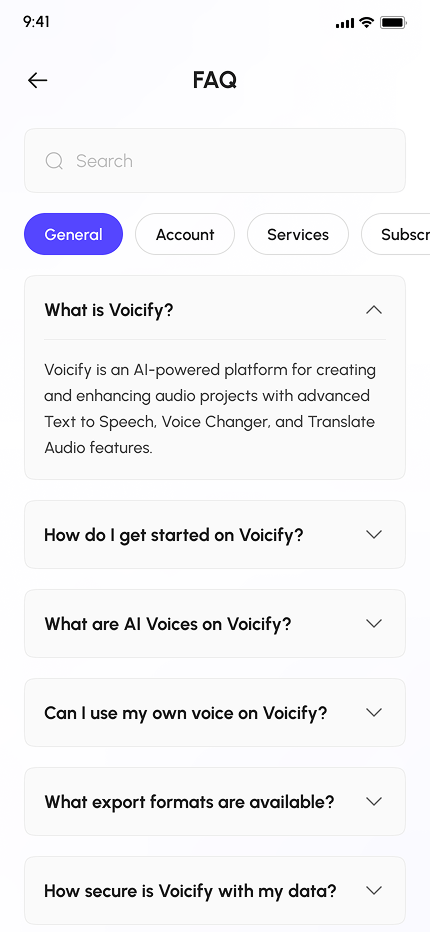 9:41
FAQ
Search
General Account Services Subscr
What is Voicify?
Voicify is an AI-powered platform for creating
and enhancing audio projects with advanced
Text to Speech, Voice Changer, and Translate
Audio features.
How do I get started on Voicify?
What are AI Voices on Voicify?
Can I use my own voice on Voicify?
What export formats are available?
How secure is Voicify with my data?